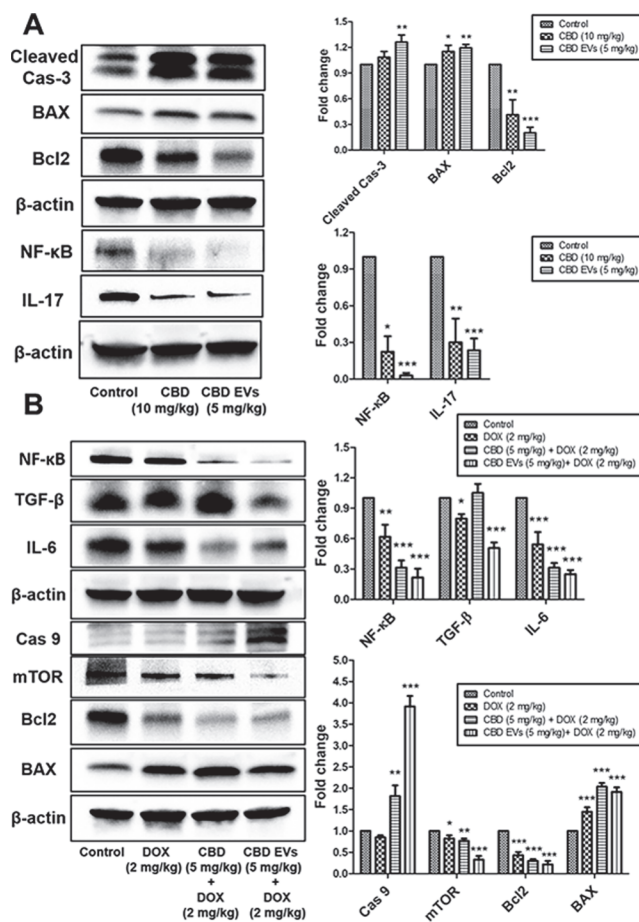 A
Cleaved
Cas-3
BAX
Bcl2
β-actin
NF-κB
IL-17
β-actin
Control
CBD
(10 mg/kg)
CBD EVs
(5 mg/kg)
Fold change
1.5
1.2
0.9
0.6
0.3
0.0
**
* **
**
***
Cleaved Cas-3
BAX
Bcl2
Control
CBD (10 mg/kg)
CBD EVs (5 mg/kg)
Fold change
1.2
0.9
0.6
0.3
0.0
*
***
**
***
NF-κB
IL-17
Control
CBD (10 mg/kg)
CBD EVs (5 mg/kg)
B
NF-κB
TGF-β
IL-6
β-actin
Cas 9
mTOR
Bcl2
BAX
β-actin
Control
DOX
(2 mg/kg)
CBD
(5 mg/kg)
+
DOX
(2 mg/kg)
CBD EVs
(5 mg/kg)
+
DOX
(2 mg/kg)
Control
DOX (2 mg/kg)
CBD (5 mg/kg) + DOX (2 mg/kg)
CBD EVs (5 mg/kg)+ DOX (2 mg/kg)
Fold change
1.5
1.2
0.9
0.6
0.3
0.0
**
***
***
*
***
***
***
***
NF-κB
TGF-β
IL-6
Control
DOX (2 mg/kg)
CBD (5 mg/kg) + DOX (2 mg/kg)
CBD EVs (5 mg/kg)+ DOX (2 mg/kg)
Fold change
5.0
4.5
4.0
3.5
3.0
2.5
2.0
1.5
1.0
0.5
0.0
**
***
*
**
***
***
***
***
***
***
***
Cas 9
mTOR
Bcl2
BAX